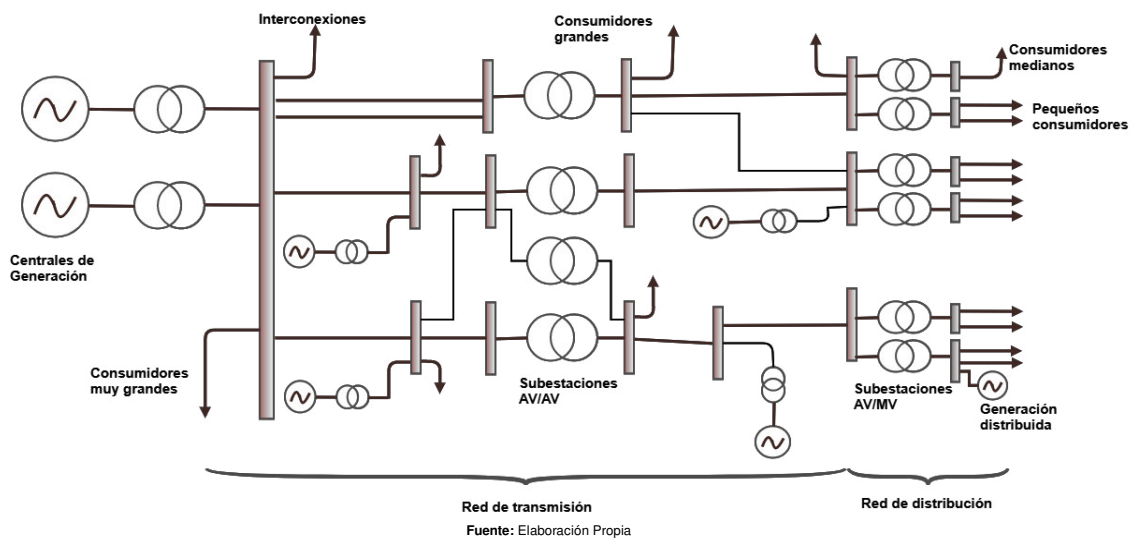 Interconexiones
Consumidores
grandes
Consumidores
medianos
Pequeños
consumidores
Centrales de
Generación
Consumidores
muy grandes
Subestaciones
AV/AV
Subestaciones
AV/MV
Generación
distribuida
Red de transmisión
Red de distribución
Fuente: Elaboración Propia